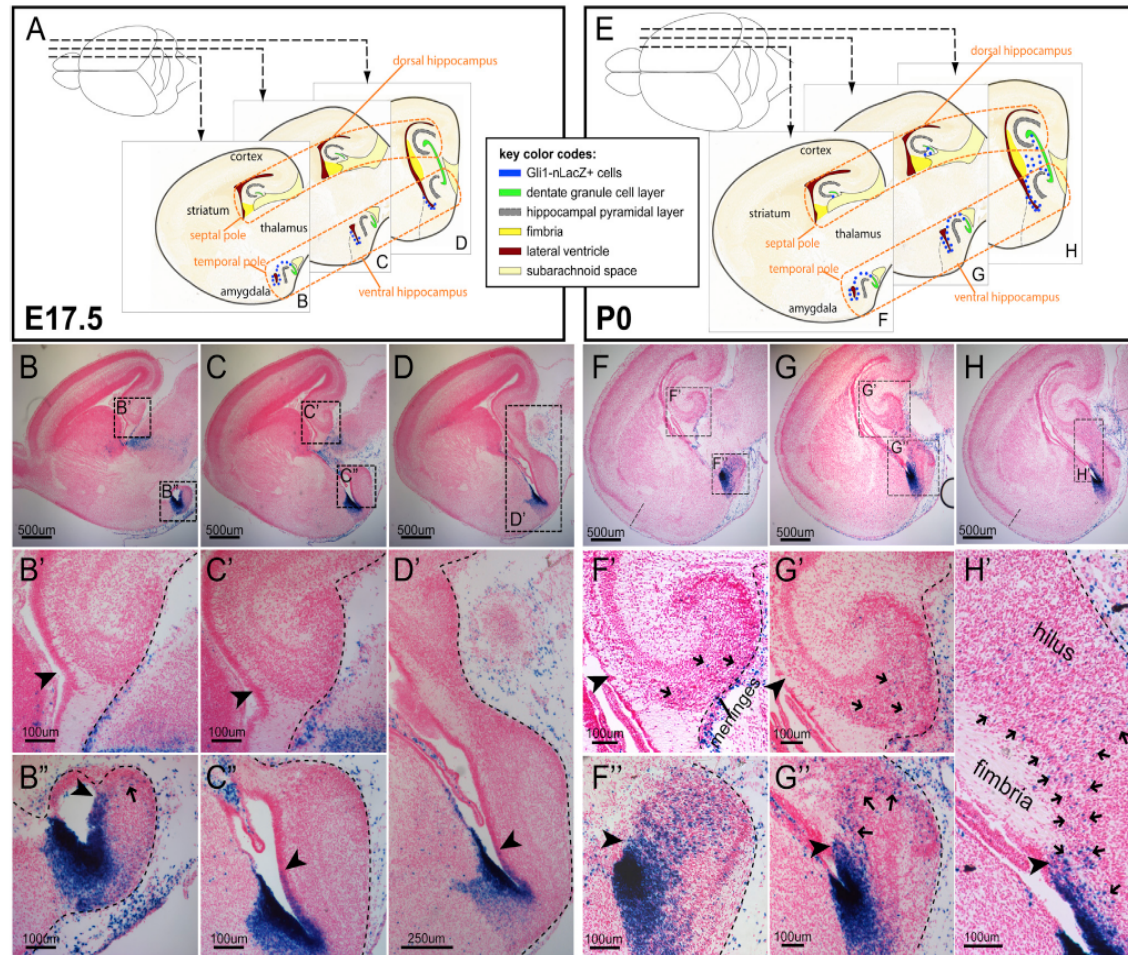 A
dorsal hippocampus
cortex
striatum
septal pole
thalamus
temporal pole
amygdala
ventral hippocampus
B
C
D
E17.5
key color codes:
Gli1-nLacZ+ cells
dentate granule cell layer
hippocampal pyramidal layer
fimbria
lateral ventricle
subarachnoid space
E
dorsal hippocampus
cortex
striatum
septal pole
thalamus
temporal pole
amygdala
ventral hippocampus
F
G
H
P0
B
B'
B"
500um
C
C'
C"
500um
D
D'
500um
F
F'
F"
500um
G
G'
G"
500um
H
H'
500um
B'
100um
C'
100um
D'
250um
F'
meninges
100um
G'
100um
H'
hilus
fimbria
100um
B"
100um
C"
100um
F"
100um
G"
100um